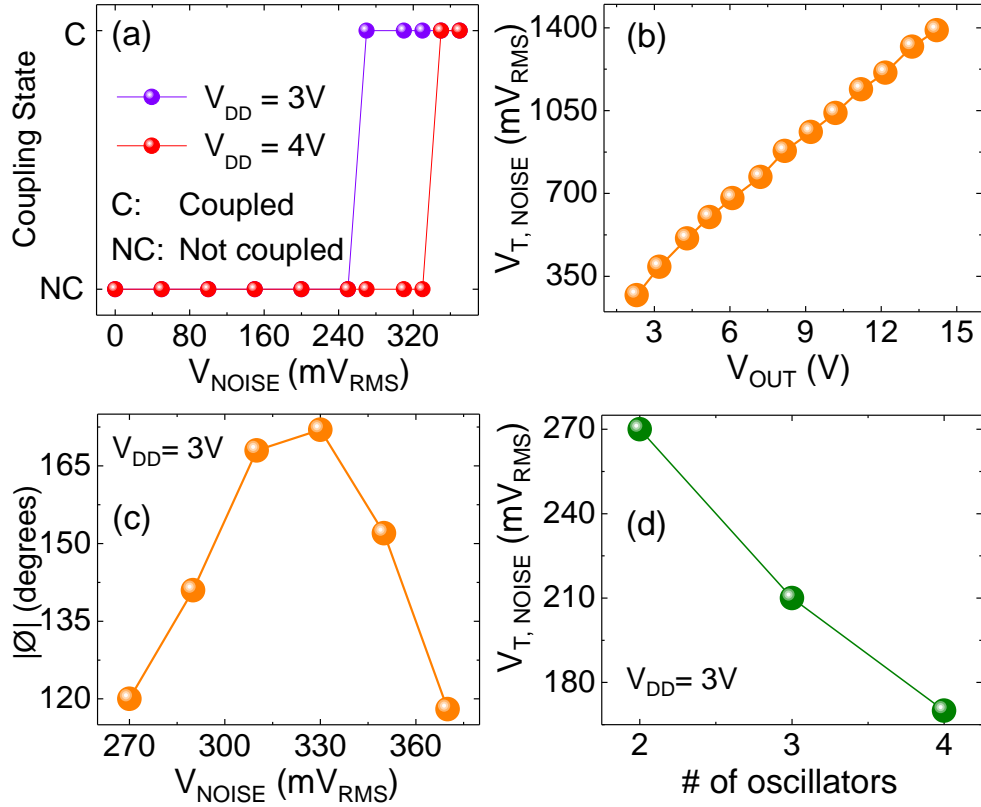 (a)
C
NC
Coupling State
V_DD = 3V
V_DD = 4V
C: Coupled
NC: Not coupled
0 80 160 240 320
V_NOISE (mV_RMS)
(b)
1400
1050
700
350
V_T, NOISE (mV_RMS)
3 6 9 12 15
V_OUT (V)
V_DD= 3V
(c)
165
150
135
120
|Ø| (degrees)
270 300 330 360
V_NOISE (mV_RMS)
270
240
210
180
V_T, NOISE (mV_RMS)
(d)
V_DD= 3V
2 3 4
# of oscillators